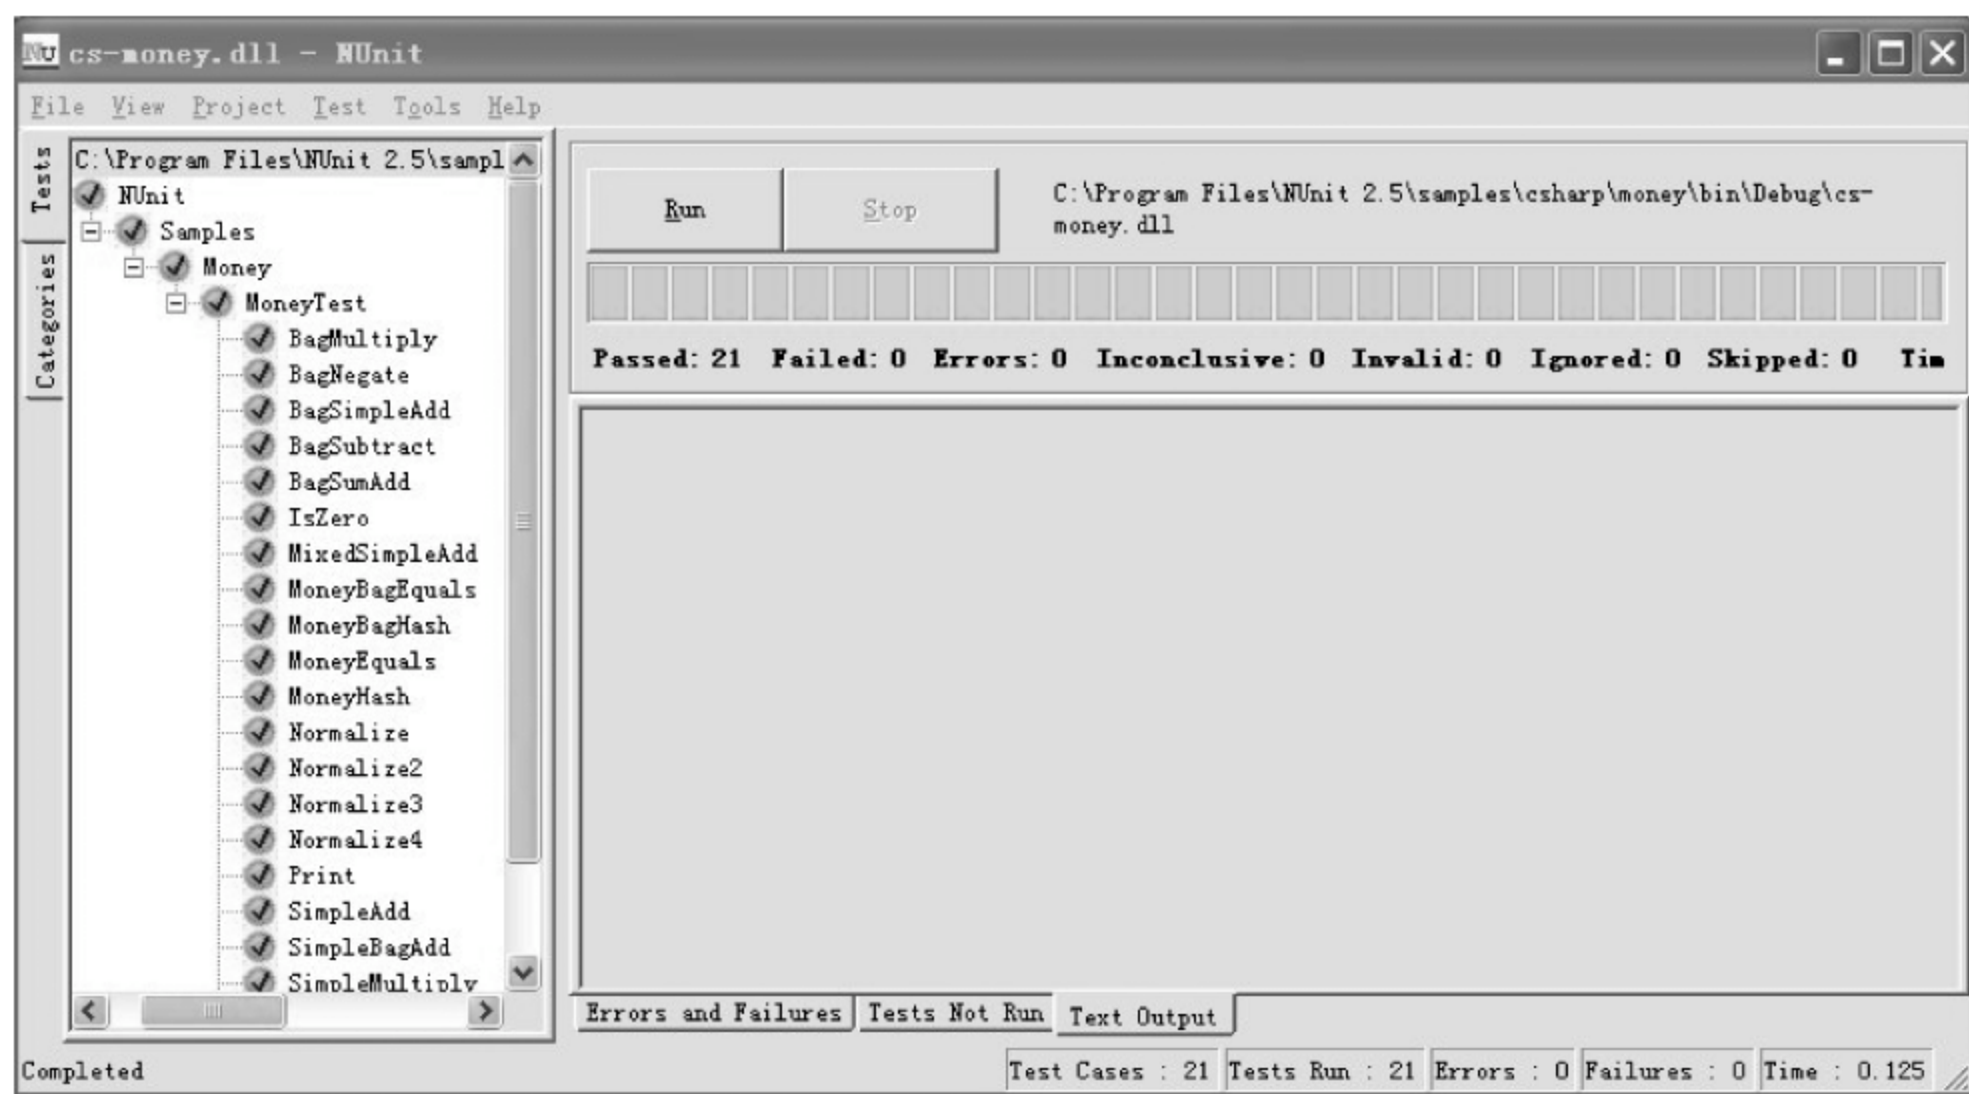 NU cs-money.dll - NUnit
File View Project Test Tools Help
Tests
Categories
C:\Program Files\NUnit 2.5\sampl
NUnit
Samples
Money
MoneyTest
BagMultiply
BagNegate
BagSimpleAdd
BagSubtract
BagSumAdd
IsZero
MixedSimpleAdd
MoneyBagEquals
MoneyBagHash
MoneyEquals
MoneyHash
Normalize
Normalize2
Normalize3
Normalize4
Print
SimpleAdd
SimpleBagAdd
SimpleMultiply
Run Stop
C:\Program Files\NUnit 2.5\samples\csharp\money\bin\Debug\cs-
money.dll
Passed: 21 Failed: 0 Errors: 0 Inconclusive: 0 Invalid: 0 Ignored: 0 Skipped: 0 Tim
Errors and Failures Tests Not Run Text Output
Completed Test Cases : 21 Tests Run : 21 Errors : 0 Failures : 0 Time : 0.125